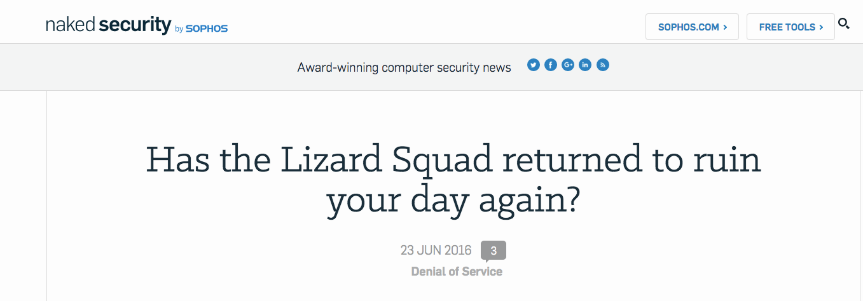 naked security by SOPHOS
SOPHOS.COM ›
FREE TOOLS ›
Award-winning computer security news
Has the Lizard Squad returned to ruin
your day again?
23 JUN 2016 3
Denial of Service